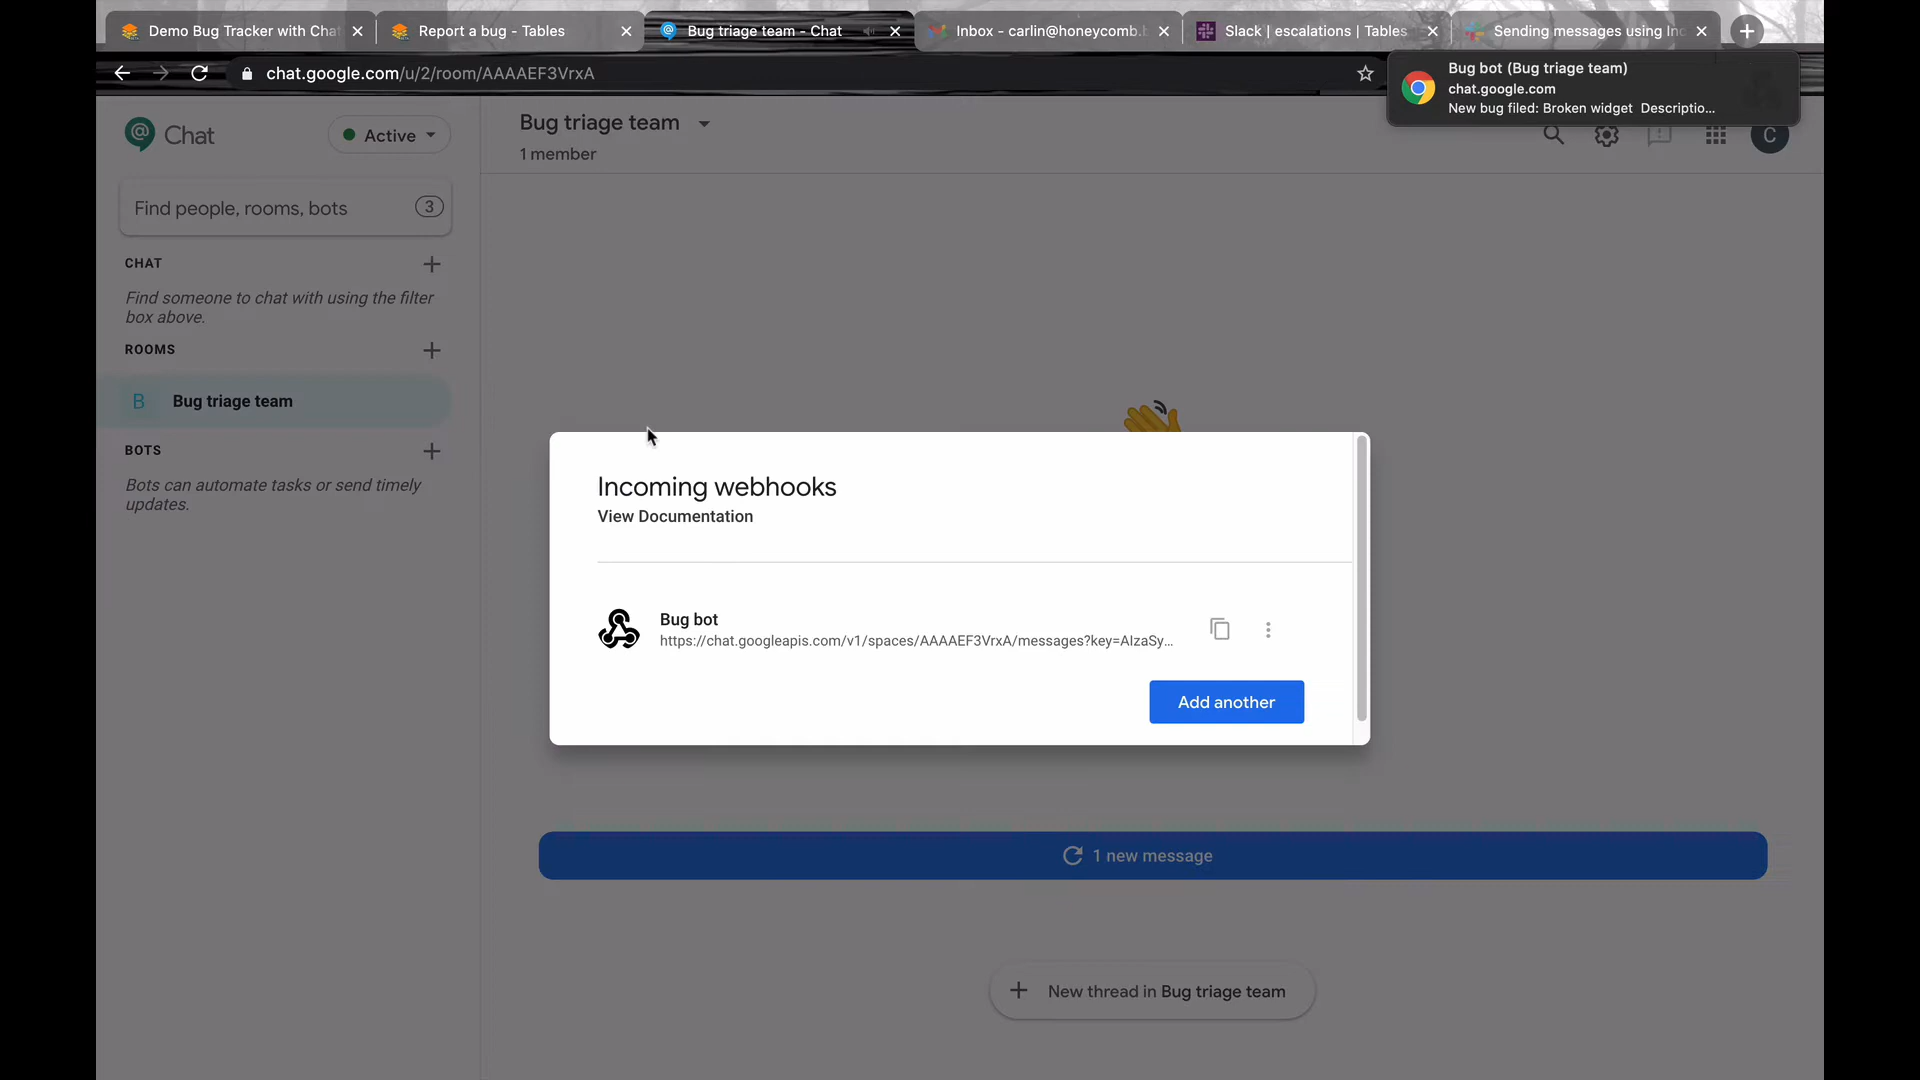 Demo Bug Tracker with Chat
Report a bug - Tables
Bug triage team - Chat
Inbox - carlin@honeycomb.
Slack | escalations | Tables
Sending messages using In
chat.google.com/u/2/room/AAAAEF3VrxA
Bug bot (Bug triage team)
chat.google.com
New bug filed: Broken widget Descriptio...
Chat
Active
Bug triage team
1 member
C
Find people, rooms, bots
3
CHAT
Find someone to chat with using the filter
box above.
ROOMS
B Bug triage team
BOTS
Bots can automate tasks or send timely
updates.
Incoming webhooks
View Documentation
Bug bot
https://chat.googleapis.com/v1/spaces/AAAAEF3VrxA/messages?key=AIzaSy...
Add another
1 new message
New thread in Bug triage team